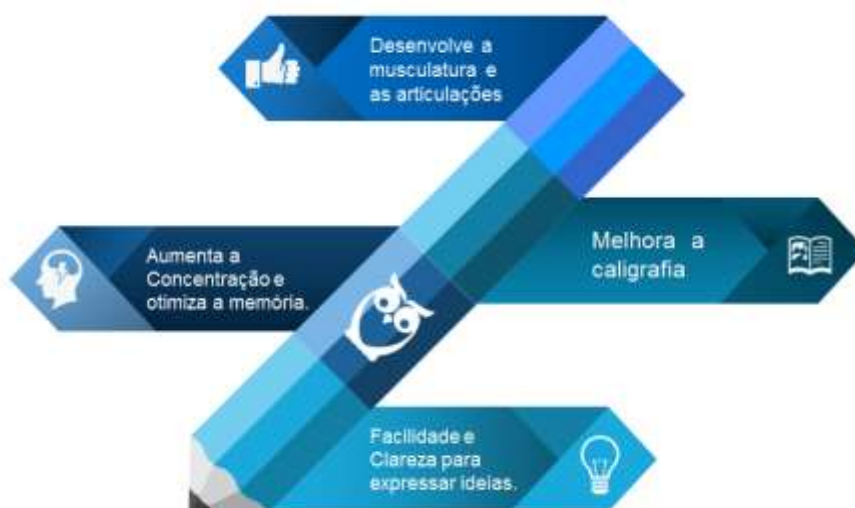 Desenvolve a
musculatura e
as articulações
Aumenta a
Concentração e
otimiza a memória.
Melhora a
caligrafia
Facilidade e
Clareza para
expressar ideias.